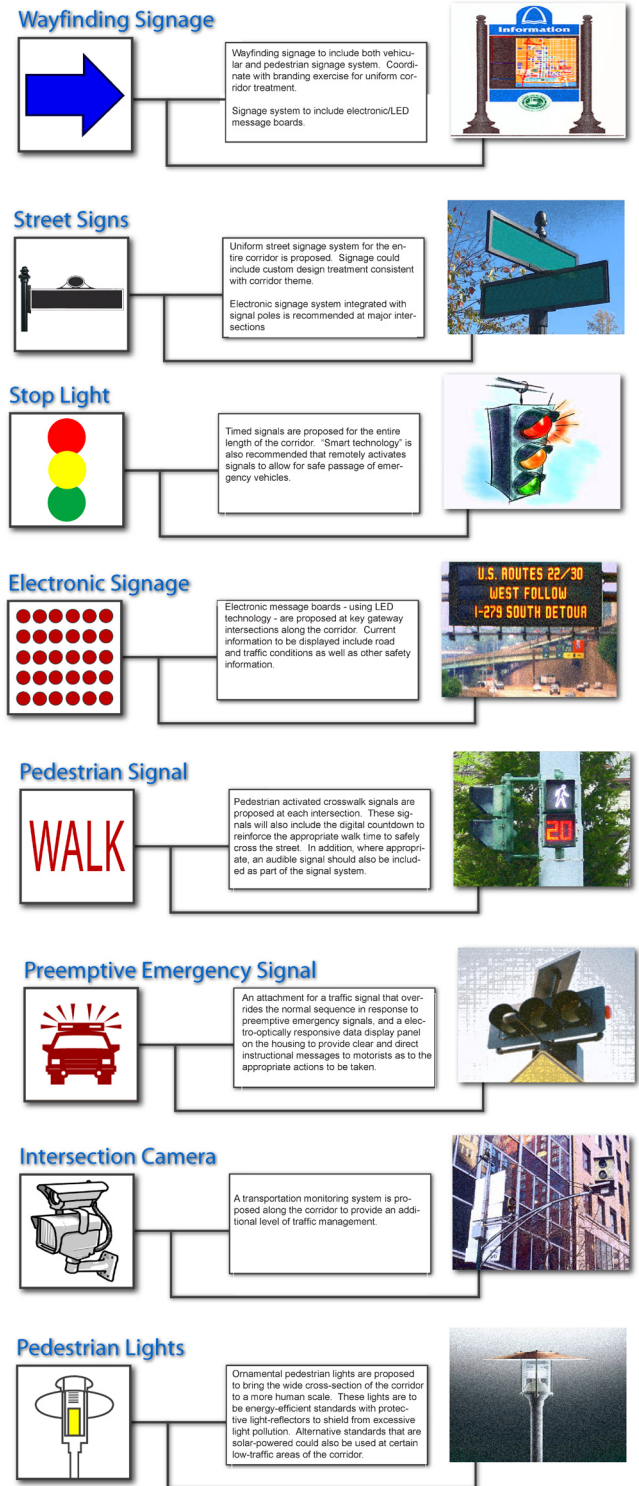 Wayfinding Signage
Wayfinding signage to include both vehicu-
lar and pedestrian signage system.  Coordi-
nate with branding exercise for uniform cor-
ridor treatment.
Signage system to include electronic/LED
message boards.
Information
Street Signs
Uniform street signage system for the en-
tire corridor is proposed.  Signage could
include custom design treatment consistent
with corridor theme.
Electronic signage system integrated with
signal poles is recommended at major inter-
sections
Stop Light
Timed signals are proposed for the entire
length of the corridor.  “Smart technology” is
also recommended that remotely activates
signals to allow for safe passage of emer-
gency vehicles.
Electronic Signage
Electronic message boards - using LED
technology - are proposed at key gateway
intersections along the corridor.  Current
information to be displayed include road
and traffic conditions as well as other safety
information.
U.S. ROUTES 22/30
WEST FOLLOW
I-279 SOUTH DETOUR
Pedestrian Signal
WALK
Pedestrian activated crosswalk signals are
proposed at each intersection.  These sig-
nals will also include the digital countdown to
reinforce the appropriate walk time to safely
cross the street.  In addition, where appropri-
ate, an audible signal should also be includ-
ed as part of the signal system.
20
Preemptive Emergency Signal
An attachment for a traffic signal that over-
rides the normal sequence in response to
preemptive emergency signals, and a elec-
tro-optically responsive data display panel
on the housing to provide clear and direct
instructional messages to motorists as to the
appropriate actions to be taken.
Intersection Camera
A transportation monitoring system is pro-
posed along the corridor to provide an addi-
tional level of traffic management.
Pedestrian Lights
Ornamental pedestrian lights are proposed
to bring the wide cross-section of the corridor
to a more human scale.  These lights are to
be energy-efficient standards with protec-
tive light-reflectors to shield from excessive
light pollution.  Alternative standards that are
solar-powered could also be used at certain
low-traffic areas of the corridor.